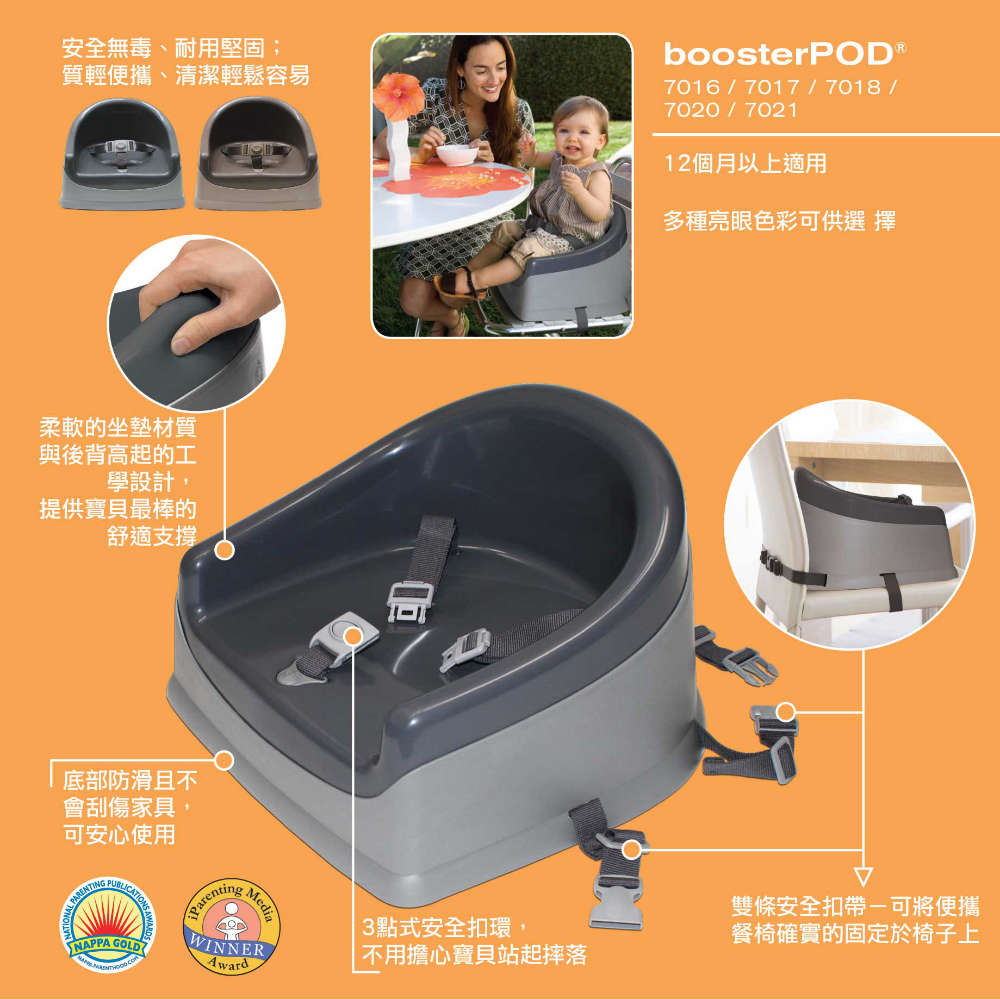 安全無毒、耐用堅固；
質輕便攜、清潔輕鬆容易
boosterPOD®
7016 / 7017 / 7018 /
7020 / 7021
12個月以上適用
多種亮眼色彩可供選 擇
柔軟的坐墊材質
與後背高起的工
學設計，
提供寶貝最棒的
舒適支撐
底部防滑且不
會刮傷家具，
可安心使用
3點式安全扣環，
不用擔心寶貝站起摔落
雙條安全扣帶－可將便攜
餐椅確實的固定於椅子上
NATIONAL PARENTING PUBLICATIONS AWARDS
NAPPA GOLD
iParenting Media
WINNER
Award